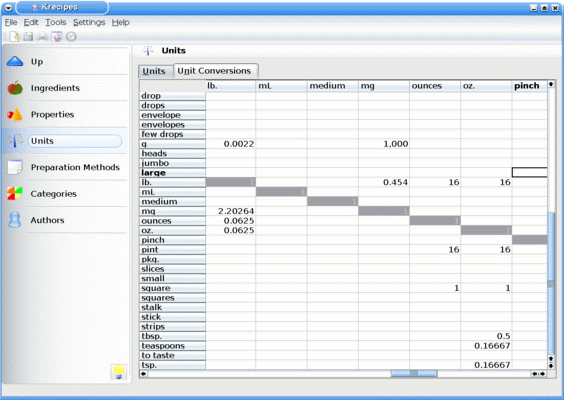 Krecipes
File Edit Tools Settings Help
Up
Ingredients
Properties
Units
Preparation Methods
Categories
Authors
Units
Units Unit Conversions
lb. mL medium mg ounces oz. pinch
drop
drops
envelope
envelopes
few drops
g 0.0022 1,000
heads
jumbo
large
lb. 1 0.454 16 16
mL 1
medium 1
mg 2.20264 1
ounces 0.0625 1
oz. 0.0625 1
pinch
pint 16 16
pkg.
slices
small
square 1 1
squares
stalk
stick
strips
tbsp. 0.5
teaspoons 0.16667
to taste
tsp. 0.16667